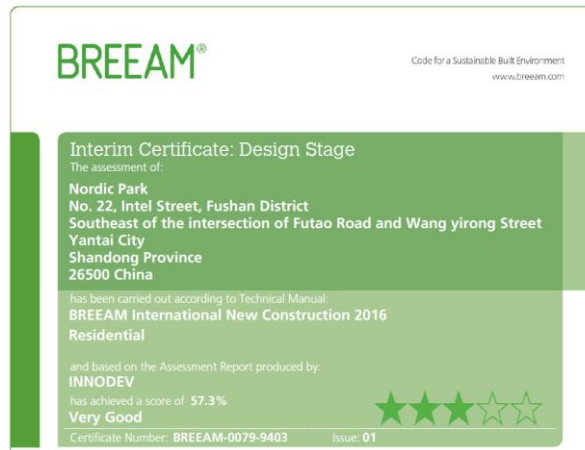 BREEAM®
Code for a Sustainable Built Environment
www.breeam.com
Interim Certificate: Design Stage
The assessment of:
Nordic Park
No. 22, Intel Street, Fushan District
Southeast of the intersection of Futao Road and Wang yirong Street
Yantai City
Shandong Province
26500 China
has been carried out according to Technical Manual:
BREEAM International New Construction 2016
Residential
and based on the Assessment Report produced by:
INNODEV
has achieved a score of 57.3%
Very Good
Certificate Number: BREEAM-0079-9403 Issue: 01